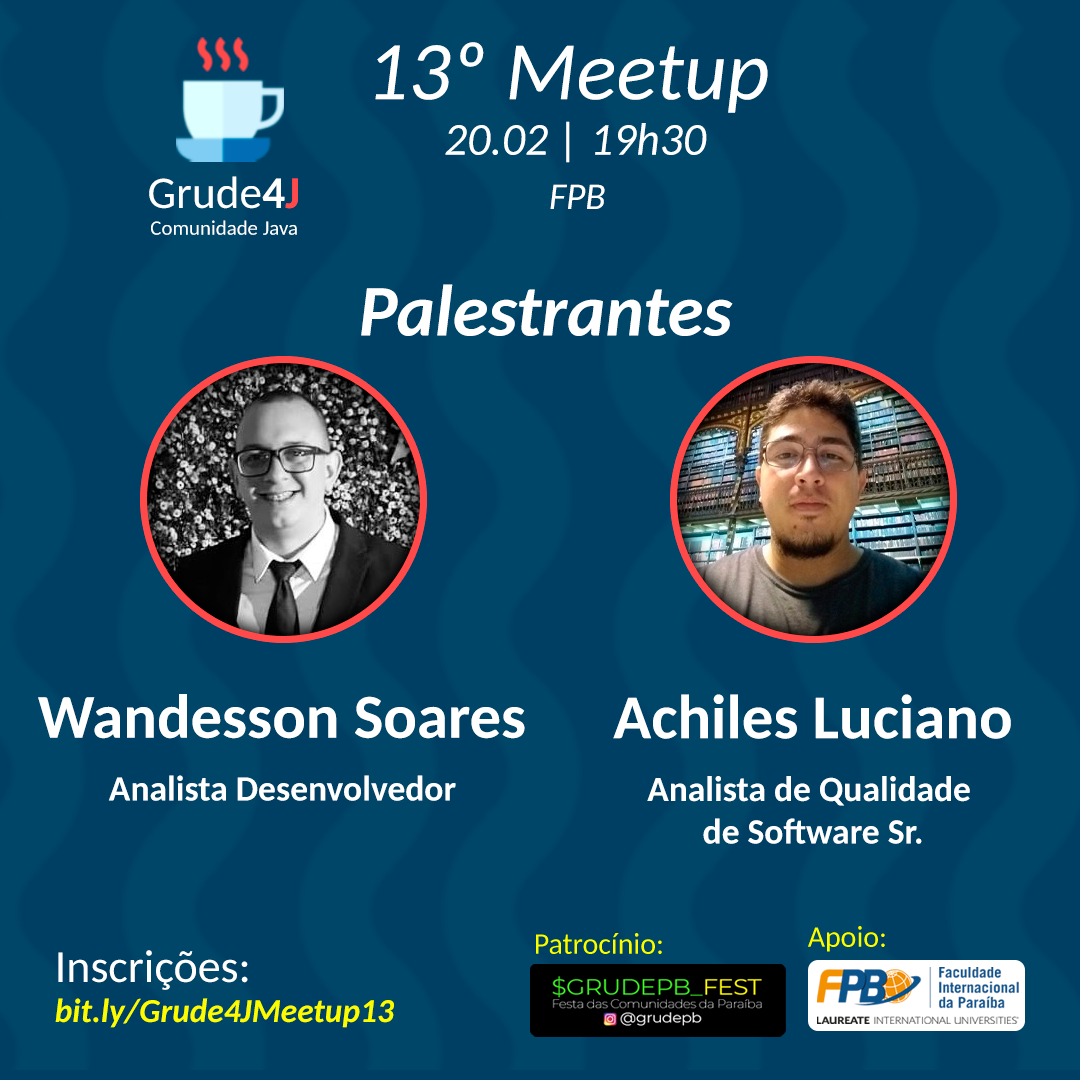 13º Meetup
20.02 | 19h30
FPB
Grude4J
Comunidade Java
Palestrantes
Wandesson Soares
Analista Desenvolvedor
Achiles Luciano
Analista de Qualidade
de Software Sr.
Inscrições:
bit.ly/Grude4JMeetup13
Patrocínio:
$GRUDEPB_FEST
Festa das Comunidades da Paraíba
@grudepb
Apoio:
FPB
Faculdade
Internacional
da Paraíba
LAUREATE INTERNATIONAL UNIVERSITIES